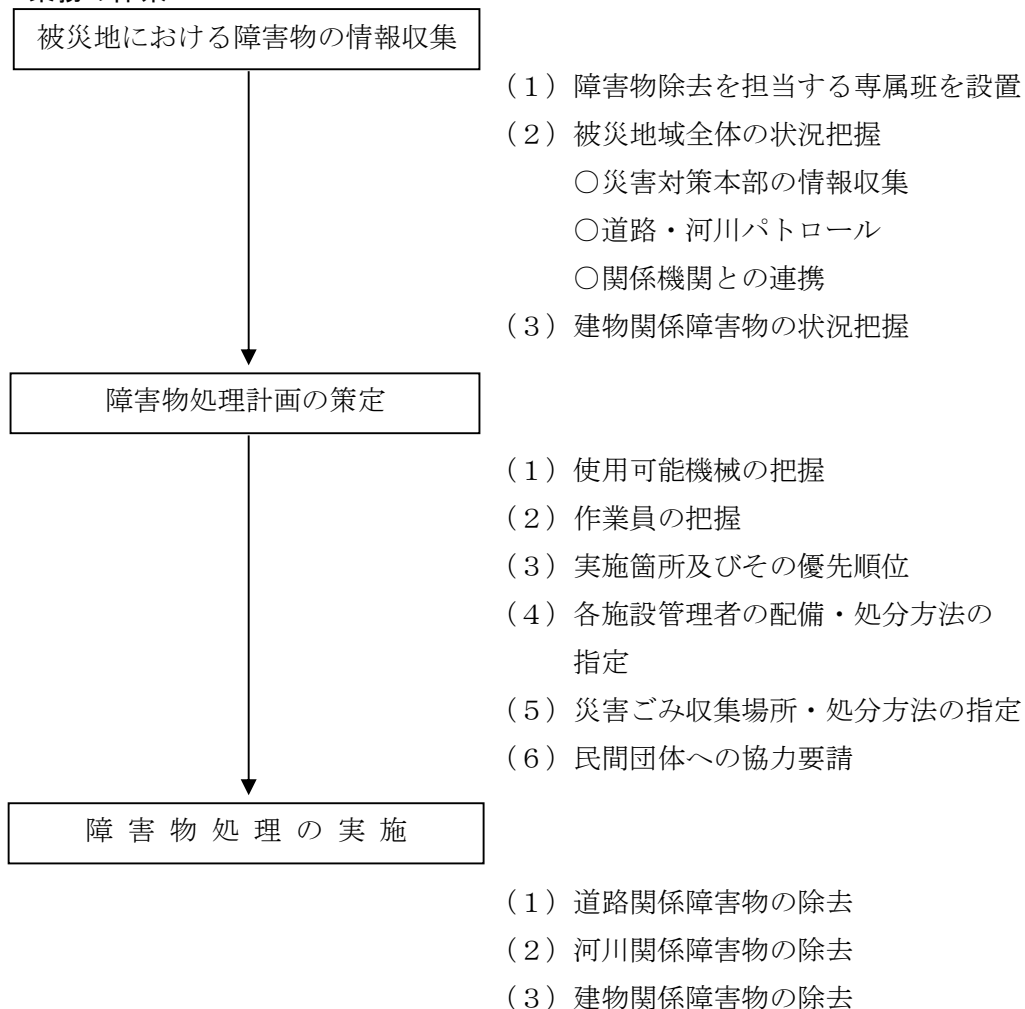 被災地における障害物の情報収集
（１）障害物除去を担当する専属班を設置
（２）被災地域全体の状況把握
○災害対策本部の情報収集
○道路・河川パトロール
○関係機関との連携
（３）建物関係障害物の状況把握
障害物処理計画の策定
（１）使用可能機械の把握
（２）作業員の把握
（３）実施箇所及びその優先順位
（４）各施設管理者の配備・処分方法の
指定
（５）災害ごみ収集場所・処分方法の指定
（６）民間団体への協力要請
障 害 物 処 理 の 実 施
（１）道路関係障害物の除去
（２）河川関係障害物の除去
（３）建物関係障害物の除去